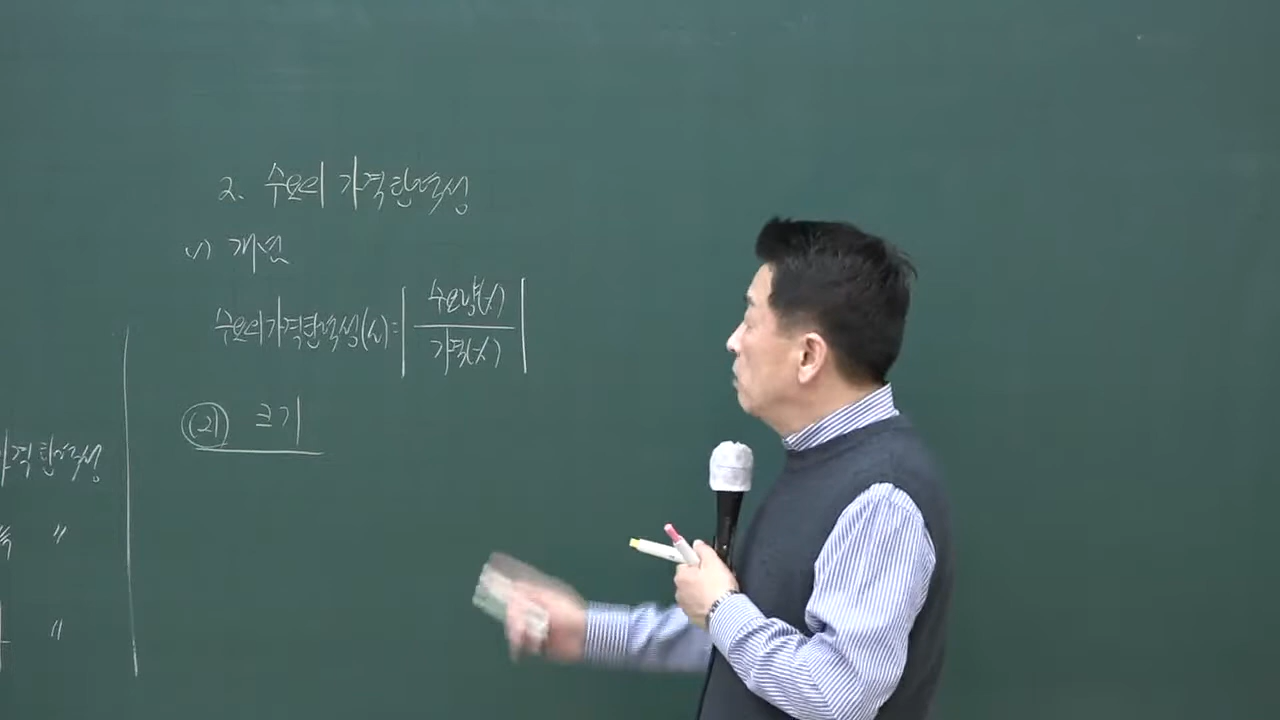 2. 수요의 가격탄력성
1) 개념
수요의 가격탄력성(ε)= | 수요량(%) / 가격(%) |
(2) 크기
가격탄력성
〃
〃